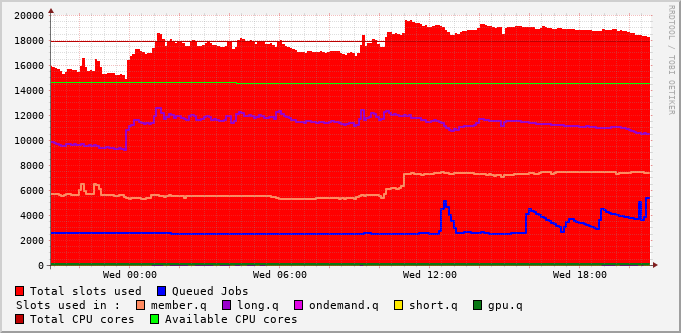 20000
18000
16000
14000
12000
10000
8000
6000
4000
2000
0
Wed 00:00 Wed 06:00 Wed 12:00 Wed 18:00
RRDTOOL / TOBI OETIKER
Total slots used Queued Jobs
Slots used in : member.q long.q ondemand.q short.q gpu.q
Total CPU cores Available CPU cores